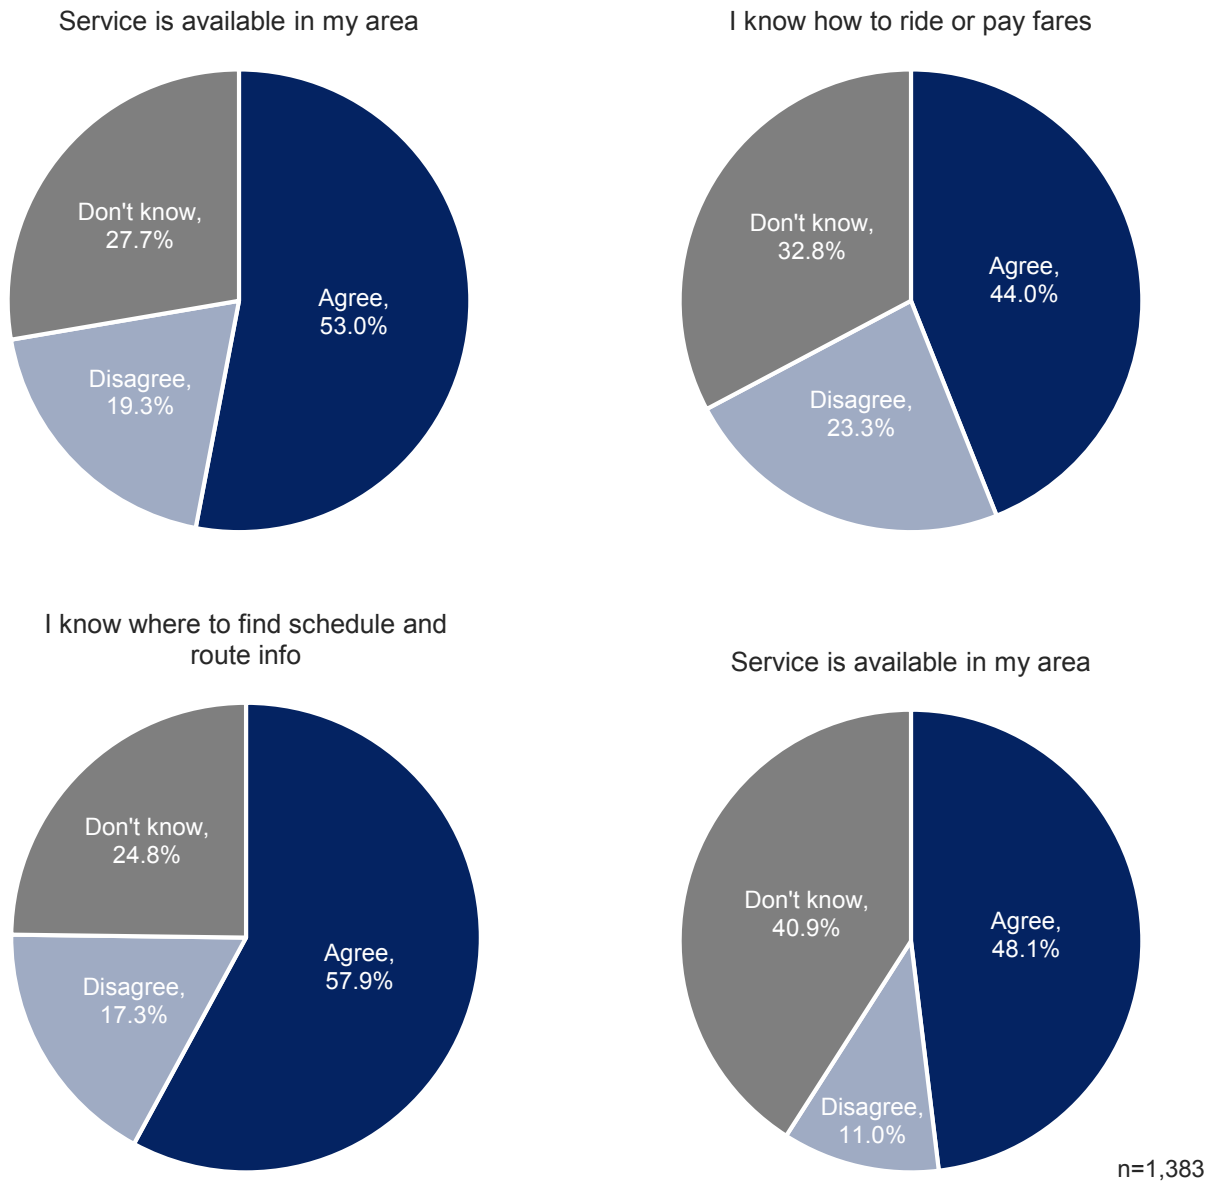 Service is available in my area
Don't know,
27.7%
Agree,
53.0%
Disagree,
19.3%
I know how to ride or pay fares
Don't know,
32.8%
Agree,
44.0%
Disagree,
23.3%
I know where to find schedule and
route info
Don't know,
24.8%
Agree,
57.9%
Disagree,
17.3%
Service is available in my area
Don't know,
40.9%
Agree,
48.1%
Disagree,
11.0%
n=1,383